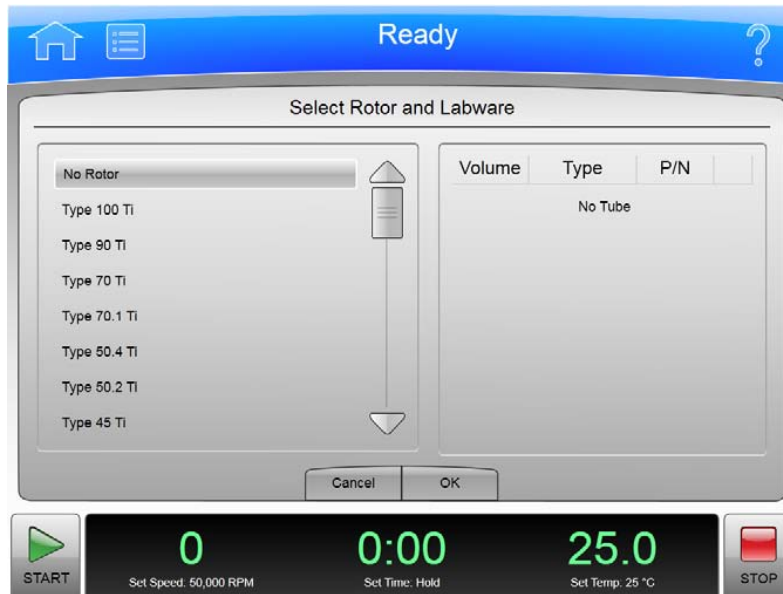 Ready
Select Rotor and Labware
No Rotor
Type 100 Ti
Type 90 Ti
Type 70 Ti
Type 70.1 Ti
Type 50.4 Ti
Type 50.2 Ti
Type 45 Ti
Volume Type P/N
No Tube
Cancel OK
START
0 0:00 25.0
Set Speed: 50,000 RPM Set Time: Hold Set Temp: 25 °C
STOP